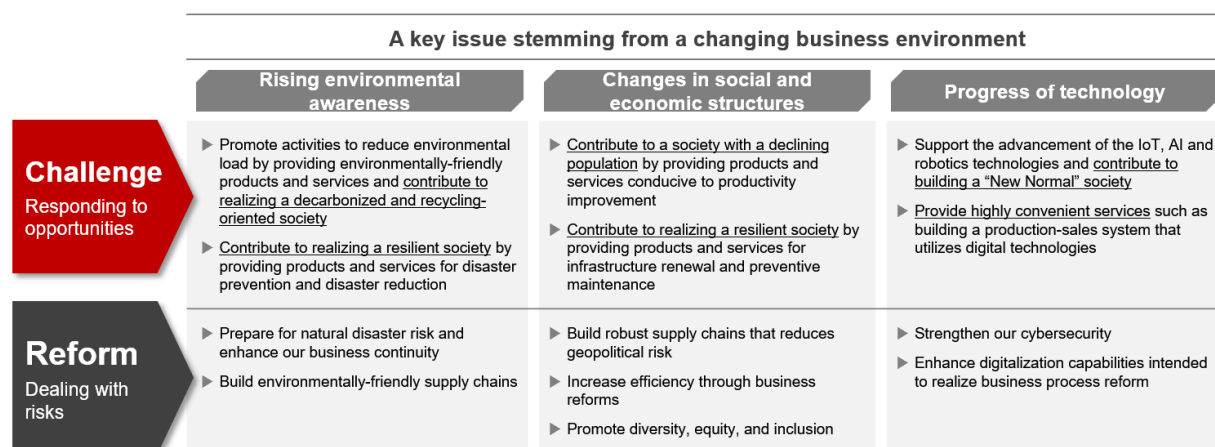 A key issue stemming from a changing business environment
Rising environmental
awareness
Changes in social and
economic structures
Progress of technology
Challenge
Responding to
opportunities
▶ Promote activities to reduce environmental
load by providing environmentally-friendly
products and services and contribute to
realizing a decarbonized and recycling-
oriented society
▶ Contribute to realizing a resilient society by
providing products and services for disaster
prevention and disaster reduction
▶ Contribute to a society with a declining
population by providing products and
services conducive to productivity
improvement
▶ Contribute to realizing a resilient society by
providing products and services for
infrastructure renewal and preventive
maintenance
▶ Support the advancement of the IoT, AI and
robotics technologies and contribute to
building a “New Normal” society
▶ Provide highly convenient services such as
building a production-sales system that
utilizes digital technologies
Reform
Dealing with
risks
▶ Prepare for natural disaster risk and
enhance our business continuity
▶ Build environmentally-friendly supply chains
▶ Build robust supply chains that reduces
geopolitical risk
▶ Increase efficiency through business
reforms
▶ Promote diversity, equity, and inclusion
▶ Strengthen our cybersecurity
▶ Enhance digitalization capabilities intended
to realize business process reform